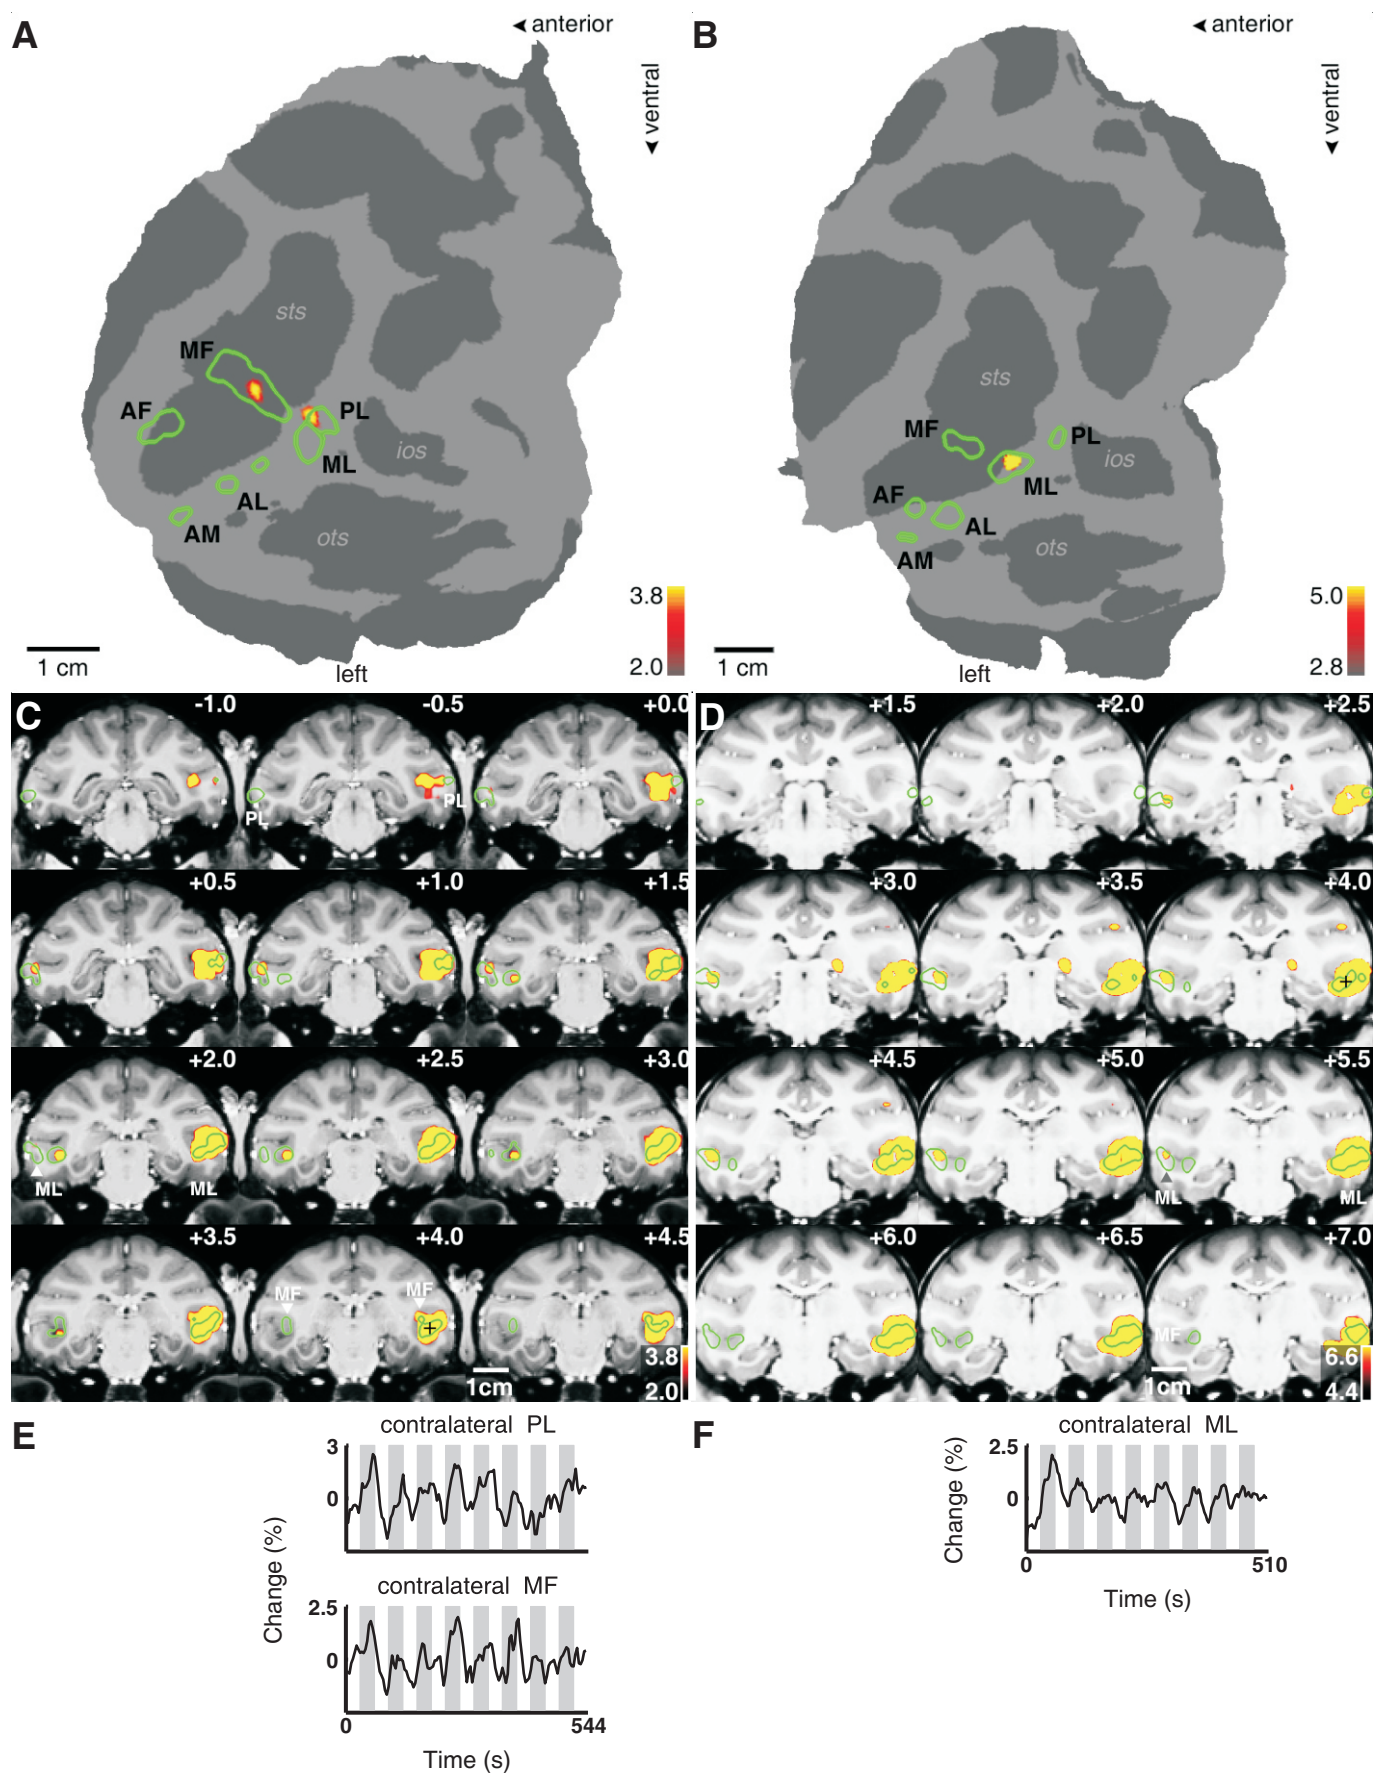 A
◄ anterior
◄ ventral
sts
MF
AF
PL
ios
ML
AL
AM
ots
3.8
2.0
1 cm
left
B
◄ anterior
◄ ventral
sts
MF
PL
ios
ML
AF
AL
AM
ots
5.0
2.8
1 cm
left
C
-1.0
-0.5
+0.0
PL
PL
+0.5
+1.0
+1.5
+2.0
+2.5
+3.0
ML
ML
+3.5
+4.0
+4.5
MF
MF
3.8
2.0
1cm
D
+1.5
+2.0
+2.5
+3.0
+3.5
+4.0
+4.5
+5.0
+5.5
ML
ML
+6.0
+6.5
+7.0
MF
6.6
4.4
1cm
E
contralateral PL
3
0
Change (%)
contralateral MF
2.5
0
0
544
Time (s)
F
contralateral ML
2.5
0
Change (%)
0
510
Time (s)